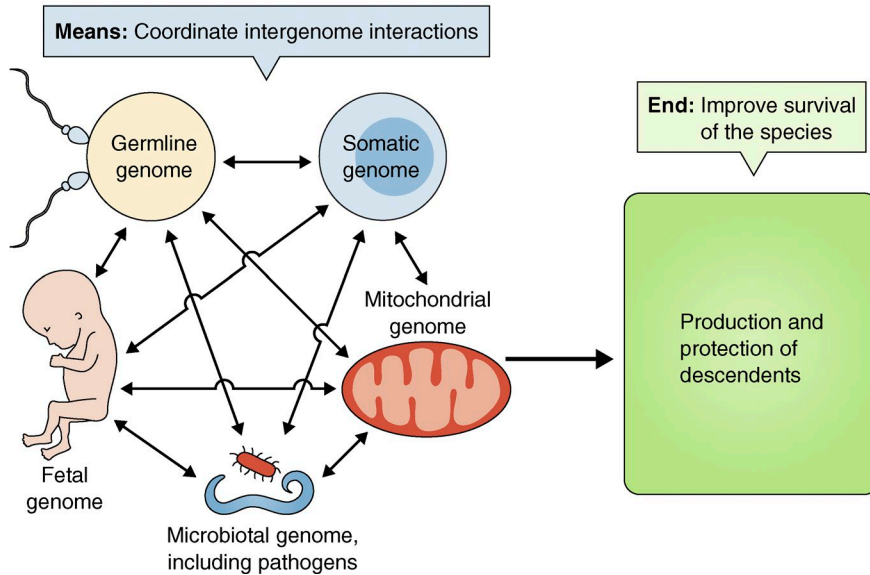 Means: Coordinate intergenome interactions
End: Improve survival
of the species
Germline
genome
Somatic
genome
Mitochondrial
genome
Production and
protection of
descendents
Fetal
genome
Microbiotal genome,
including pathogens